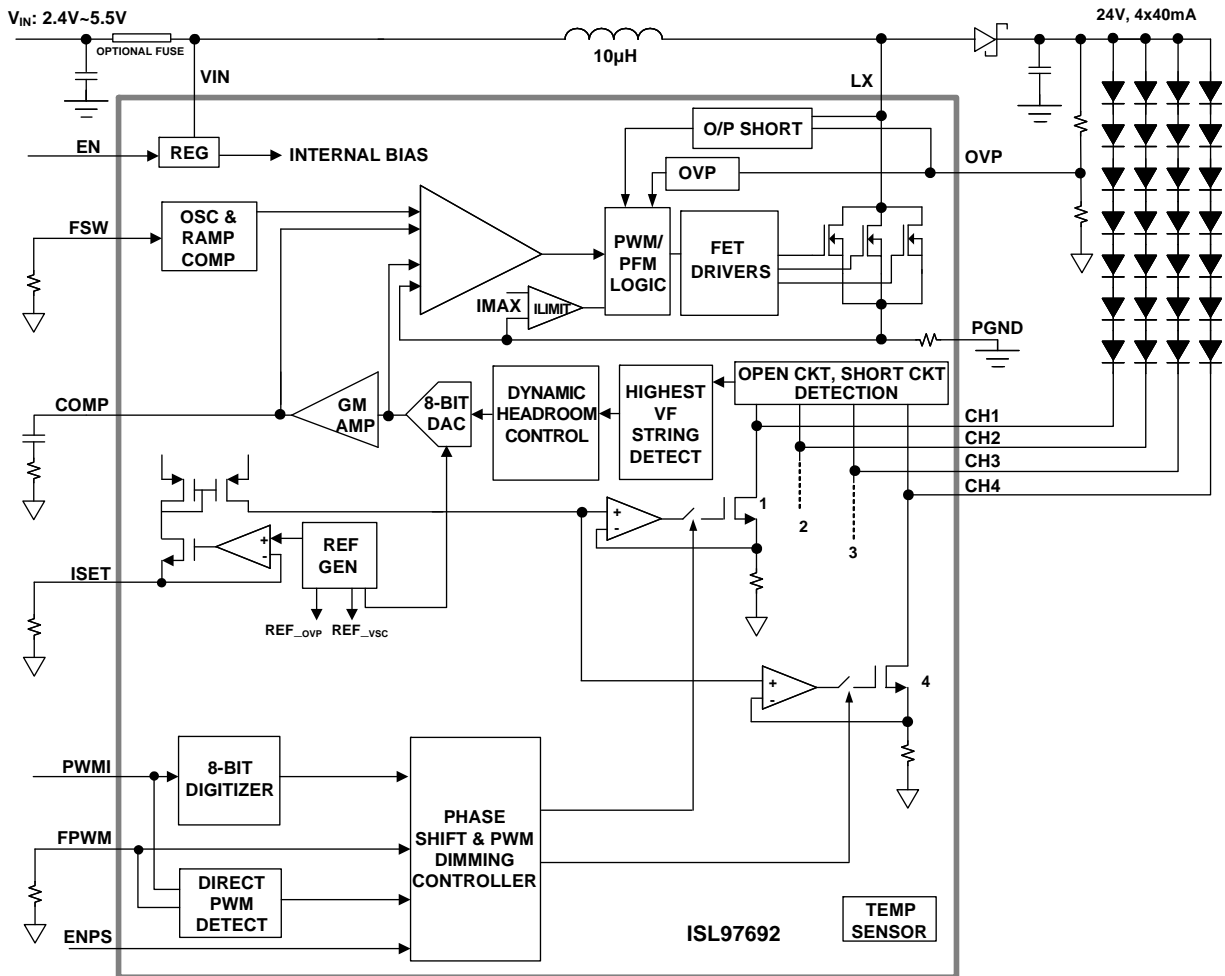 VIN: 2.4V~5.5V
24V, 4x40mA
OPTIONAL FUSE
10µH
VIN
LX
O/P SHORT
EN
REG
INTERNAL BIAS
OVP
OVP
FSW
OSC &
RAMP
COMP
PWM/
PFM
LOGIC
FET
DRIVERS
IMAX
ILIMIT
PGND
OPEN CKT, SHORT CKT
DETECTION
COMP
GM
AMP
8-BIT
DAC
DYNAMIC
HEADROOM
CONTROL
HIGHEST
VF
STRING
DETECT
CH1
CH2
CH3
CH4
+
-
1
2
3
ISET
+
-
REF
GEN
REF_OVP
REF_VSC
+
-
4
PWMI
8-BIT
DIGITIZER
PHASE
SHIFT & PWM
DIMMING
CONTROLLER
FPWM
DIRECT
PWM
DETECT
ENPS
ISL97692
TEMP
SENSOR